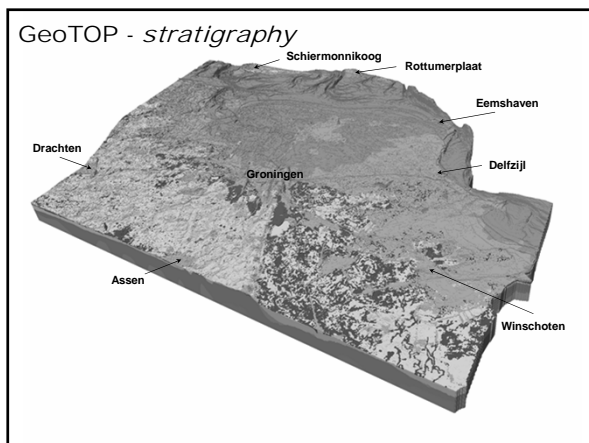 GeoTOP - stratigraphy
Schiermonnikoog
Rottumerplaat
Eemshaven
Drachten
Delfzijl
Groningen
Assen
Winschoten